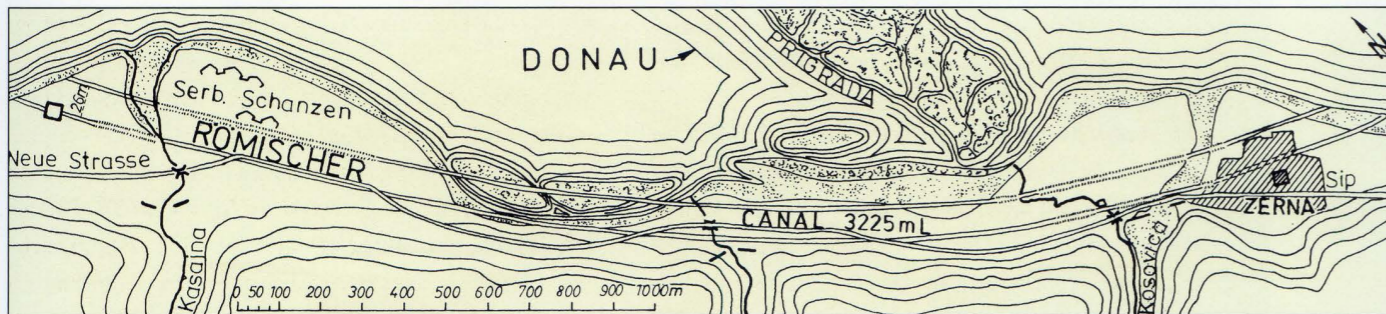 DONAU
PRIGRADA
N
26m
Serb. Schanzen
RÖMISCHER
Neue Strasse
CANAL 3225mL
Sip
ZERNA
Kasajna
Kosovica
0 50 100 200 300 400 500 600 700 800 900 1000m